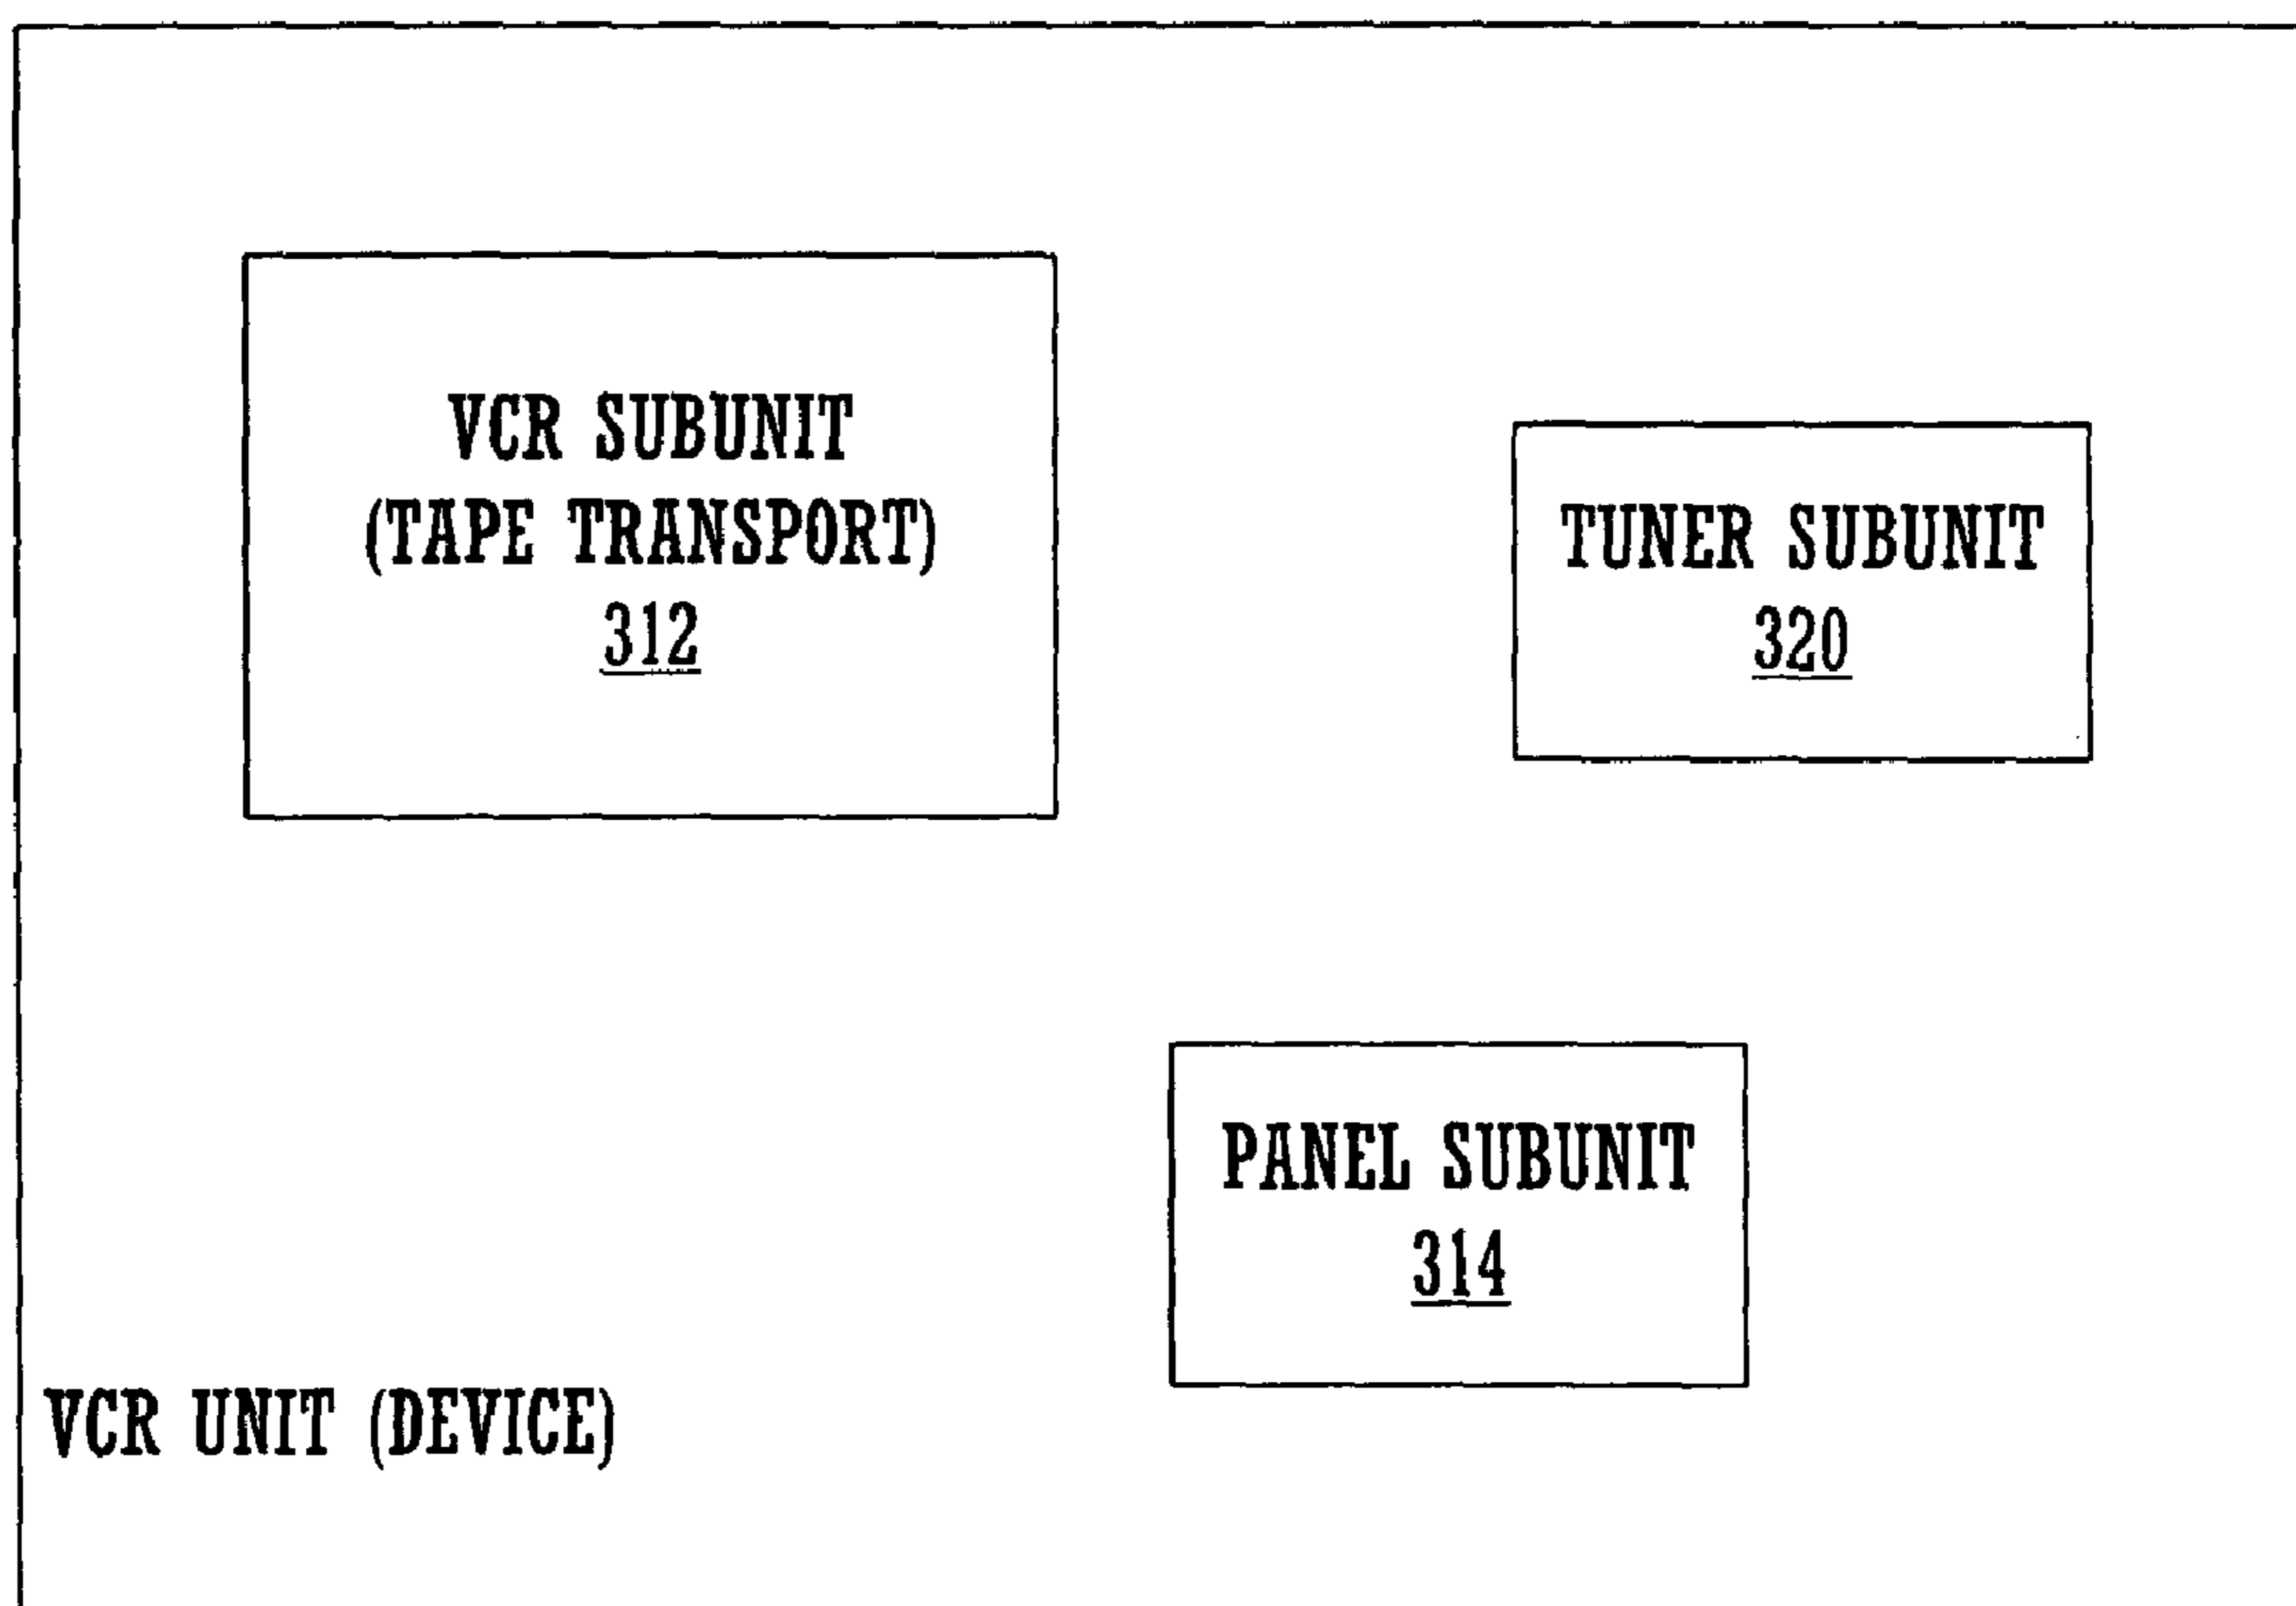 VCR SUBUNIT
(TAPE TRANSPORT)
312
TUNER SUBUNIT
320
PANEL SUBUNIT
314
VCR UNIT (DEVICE)